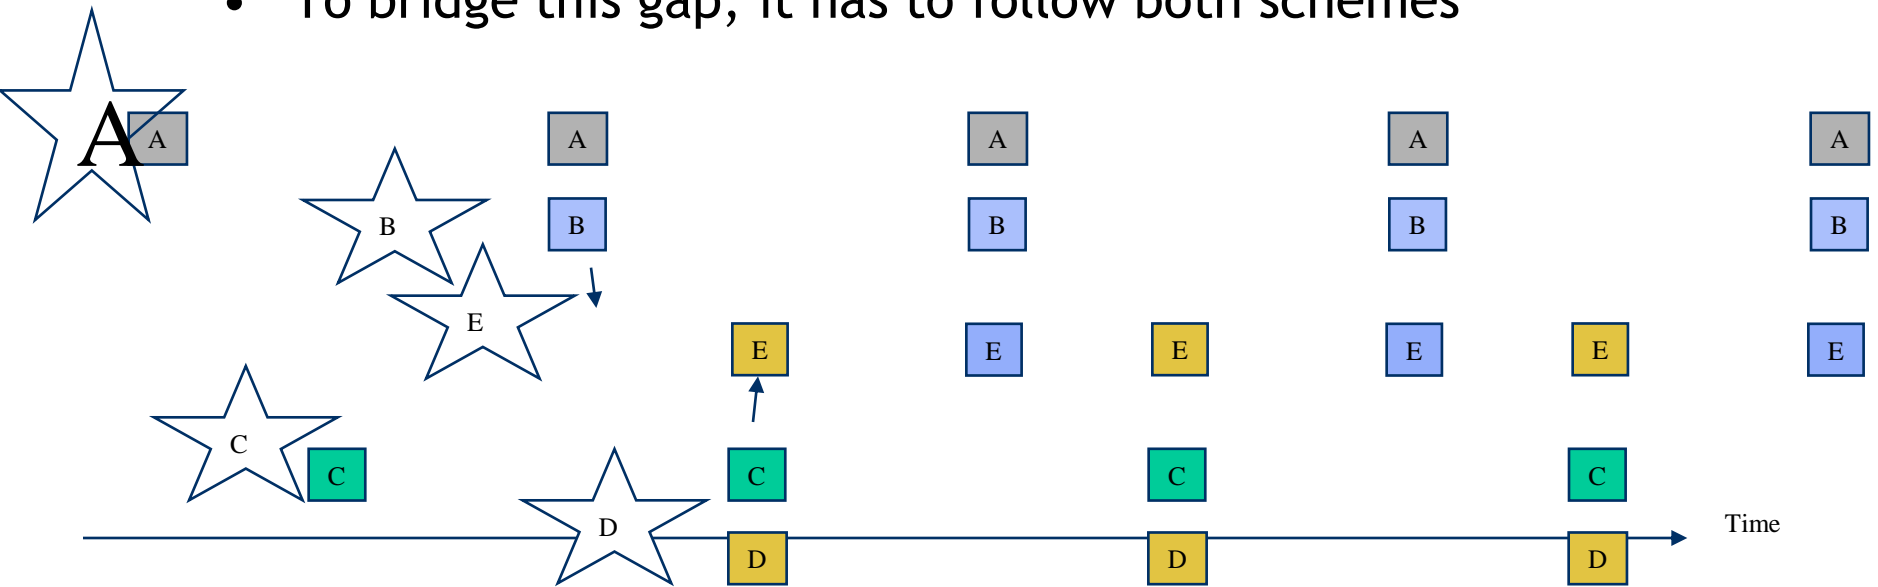 • To bridge this gap, it has to follow both schemes
A A A A A A
B B B B B
E E E E E E
C C C C C
Time
D D D D